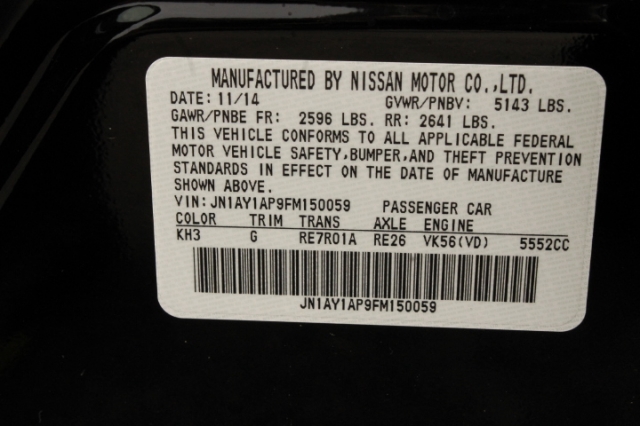 MANUFACTURED BY NISSAN MOTOR CO.,LTD.
DATE: 11/14 GVWR/PNBV: 5143 LBS.
GAWR/PNBE FR: 2596 LBS. RR: 2641 LBS.
THIS VEHICLE CONFORMS TO ALL APPLICABLE FEDERAL
MOTOR VEHICLE SAFETY,BUMPER,AND THEFT PREVENTION
STANDARDS IN EFFECT ON THE DATE OF MANUFACTURE
SHOWN ABOVE.
VIN: JN1AY1AP9FM150059 PASSENGER CAR
COLOR TRIM TRANS AXLE ENGINE
KH3 G RE7R01A RE26 VK56(VD) 5552CC
JN1AY1AP9FM150059